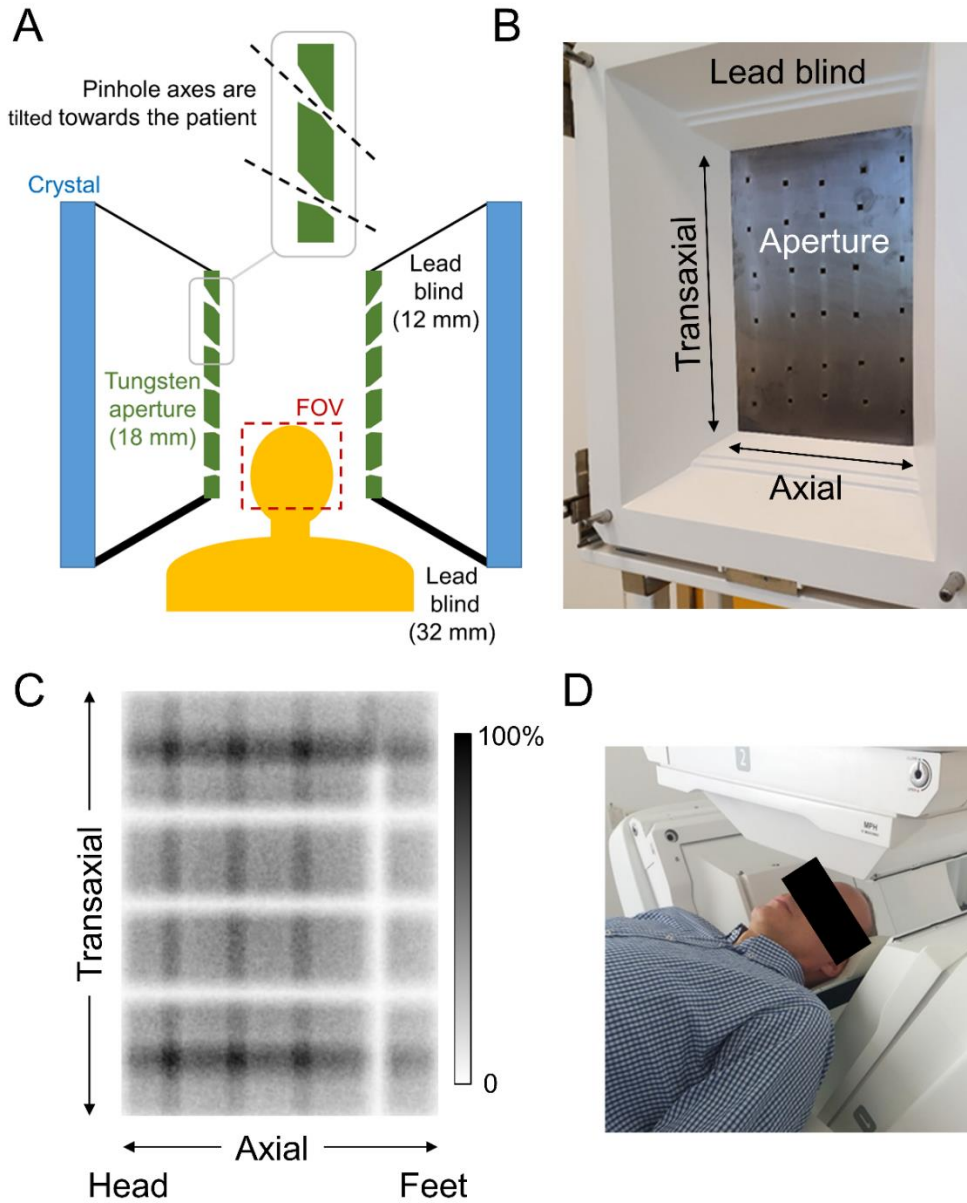 A
Pinhole axes are
tilted towards the patient
Crystal
Lead
blind
(12 mm)
Tungsten
aperture
(18 mm)
FOV
Lead
blind
(32 mm)
B
Lead blind
Transaxial
Aperture
Axial
C
Transaxial
100%
0
Axial
Head
Feet
D
2
MPH